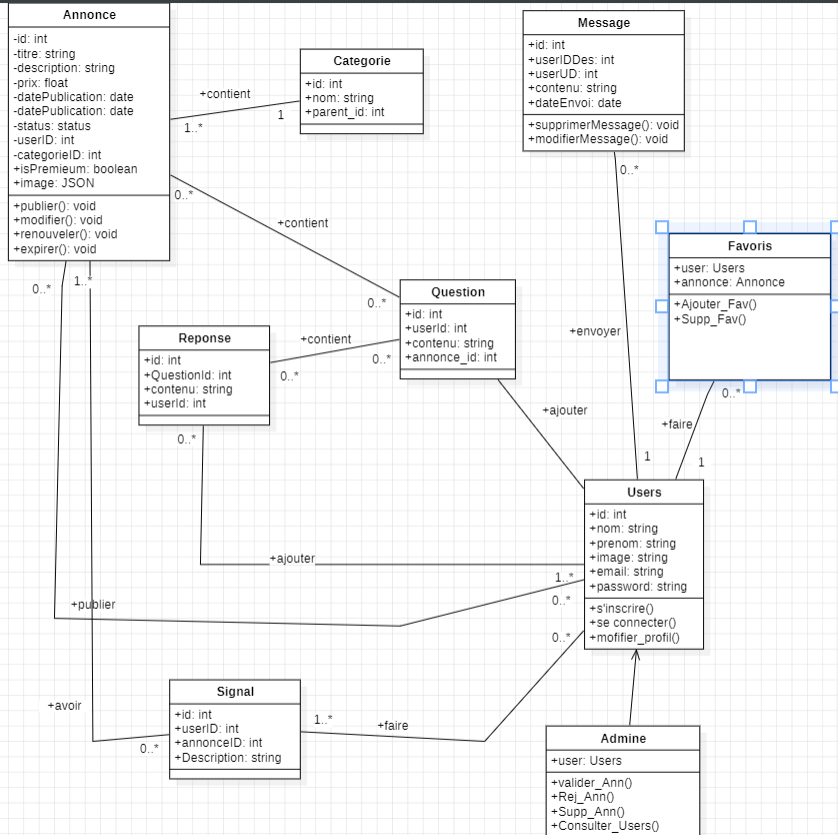 Annonce
-id: int
-titre: string
-description: string
-prix: float
-datePublication: date
-datePublication: date
-status: status
-userID: int
-categorieID: int
+isPremieum: boolean
+image: JSON
+publier(): void
+modifier(): void
+renouveler(): void
+expirer(): void
Categorie
+id: int
+nom: string
+parent_id: int
+contient
1..*
1
Message
+id: int
+userIDDes: int
+userUD: int
+contenu: string
+dateEnvoi: date
+supprimerMessage(): void
+modifierMessage(): void
0..*
0..*
+contient
0..*
Favoris
+user: Users
+annonce: Annonce
+Ajouter_Fav()
+Supp_Fav()
0..*
1..*
Question
+id: int
+userId: int
+contenu: string
+annonce_id: int
Reponse
+id: int
+QuestionId: int
+contenu: string
+userId: int
+contient
0..*
0..*
+envoyer
0..*
+ajouter
+faire
0..*
1
1
Users
+id: int
+nom: string
+prenom: string
+image: string
+email: string
+password: string
+s'inscrire()
+se connecter()
+mofifier_profil()
+ajouter
1..*
0..*
+publier
0..*
Signal
+id: int
+userID: int
+annonceID: int
+Description: string
+avoir
0..*
1..*
+faire
Admine
+user: Users
+valider_Ann()
+Rej_Ann()
+Supp_Ann()
+Consulter_Users()